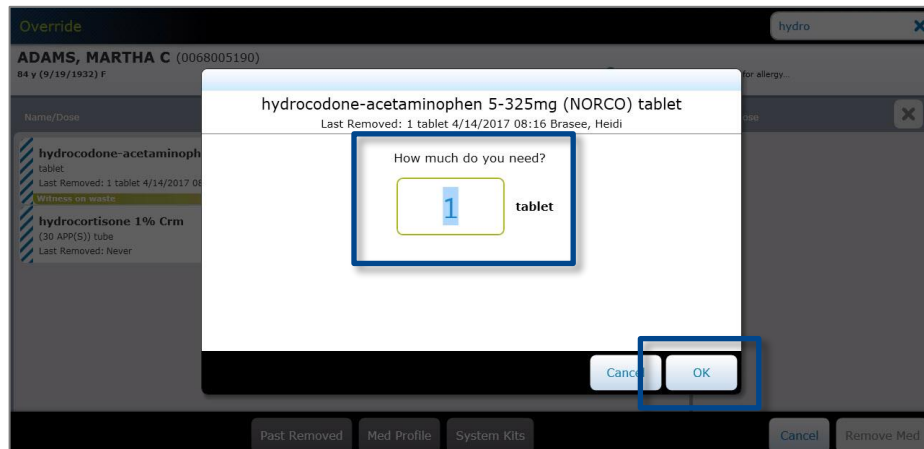 Override
hydro
ADAMS, MARTHA C (0068005190)
84 y (9/19/1932) F
for allergy...
hydrocodone-acetaminophen 5-325mg (NORCO) tablet
Last Removed: 1 tablet 4/14/2017 08:16 Brasee, Heidi
Name/Dose
How much do you need?
1 tablet
hydrocodone-acetaminoph
tablet
Last Removed: 1 tablet 4/14/2017 08
Witness on waste
hydrocortisone 1% Crm
(30 APP(S)) tube
Last Removed: Never
Cancel OK
Past Removed Med Profile System Kits Cancel Remove Med